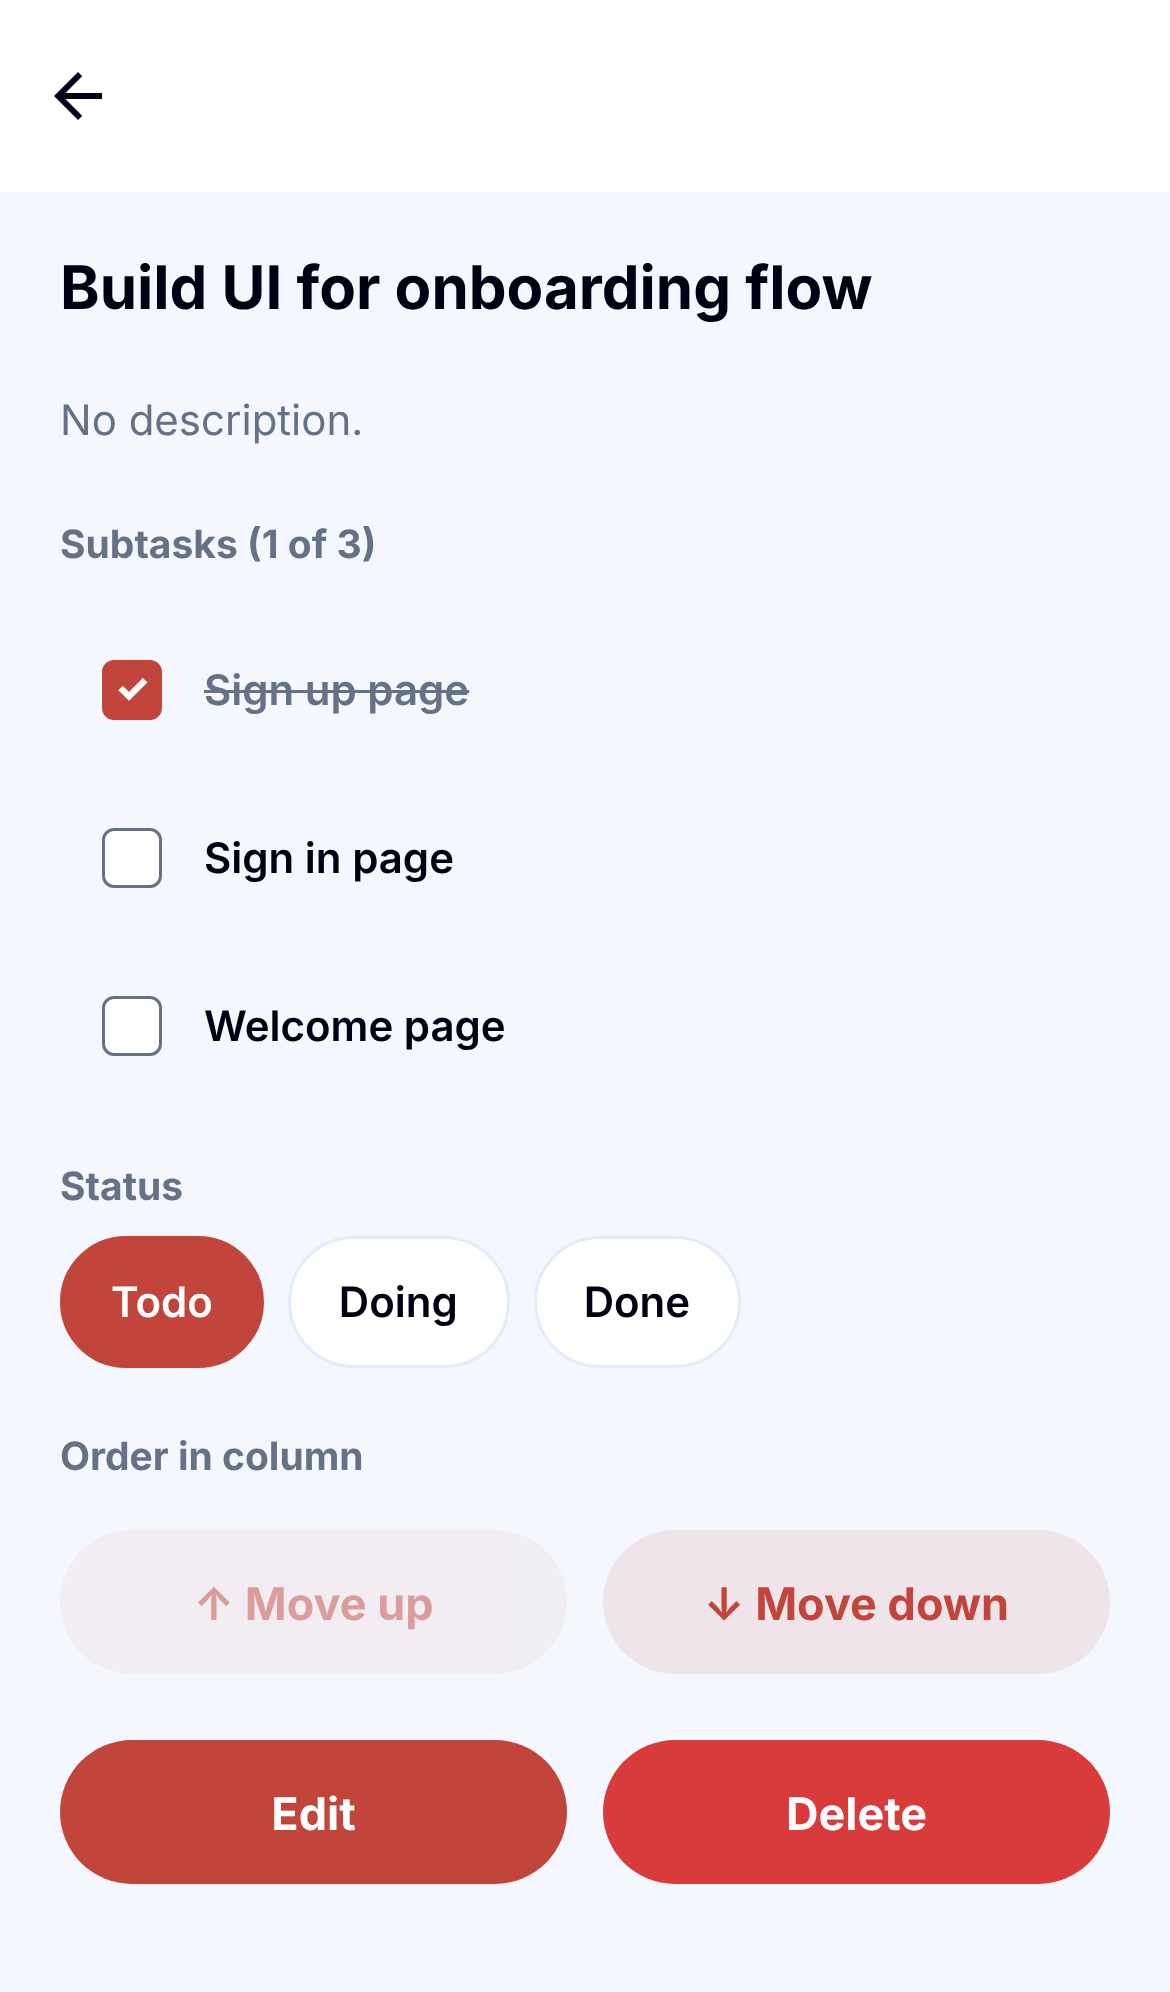 Build UI for onboarding flow
No description.
Subtasks (1 of 3)
Sign up page
Sign in page
Welcome page
Status
Todo Doing Done
Order in column
↑ Move up ↓ Move down
Edit Delete